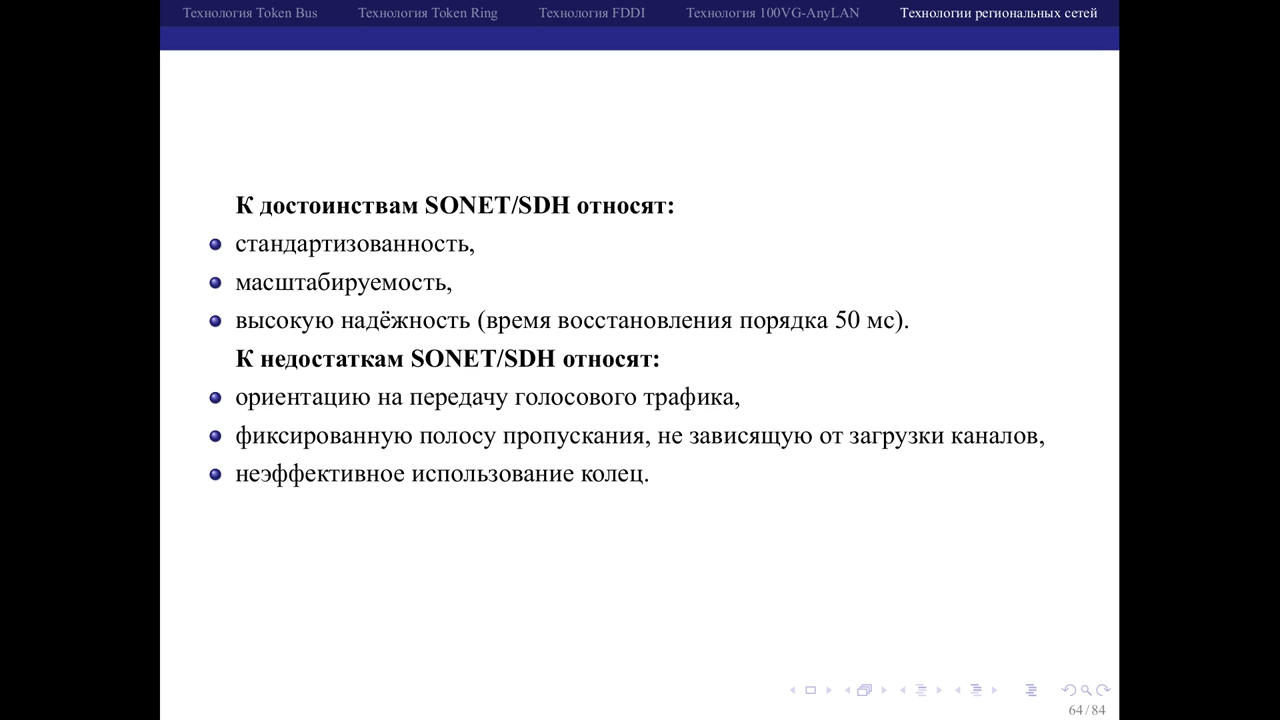 Технология Token Bus Технология Token Ring Технология FDDI Технология 100VG-AnyLAN Технологии региональных сетей
К достоинствам SONET/SDH относят:
стандартизованность,
масштабируемость,
высокую надёжность (время восстановления порядка 50 мс).
К недостаткам SONET/SDH относят:
ориентацию на передачу голосового трафика,
фиксированную полосу пропускания, не зависящую от загрузки каналов,
неэффективное использование колец.
64 / 84